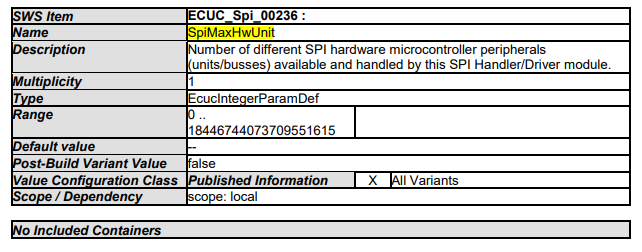 SWS Item ECUC_Spi_00236 :
Name SpiMaxHwUnit
Description Number of different SPI hardware microcontroller peripherals
(units/busses) available and handled by this SPI Handler/Driver module.
Multiplicity 1
Type EcucIntegerParamDef
Range 0 ..
18446744073709551615
Default value --
Post-Build Variant Value false
Value Configuration Class Published Information X All Variants
Scope / Dependency scope: local
No Included Containers